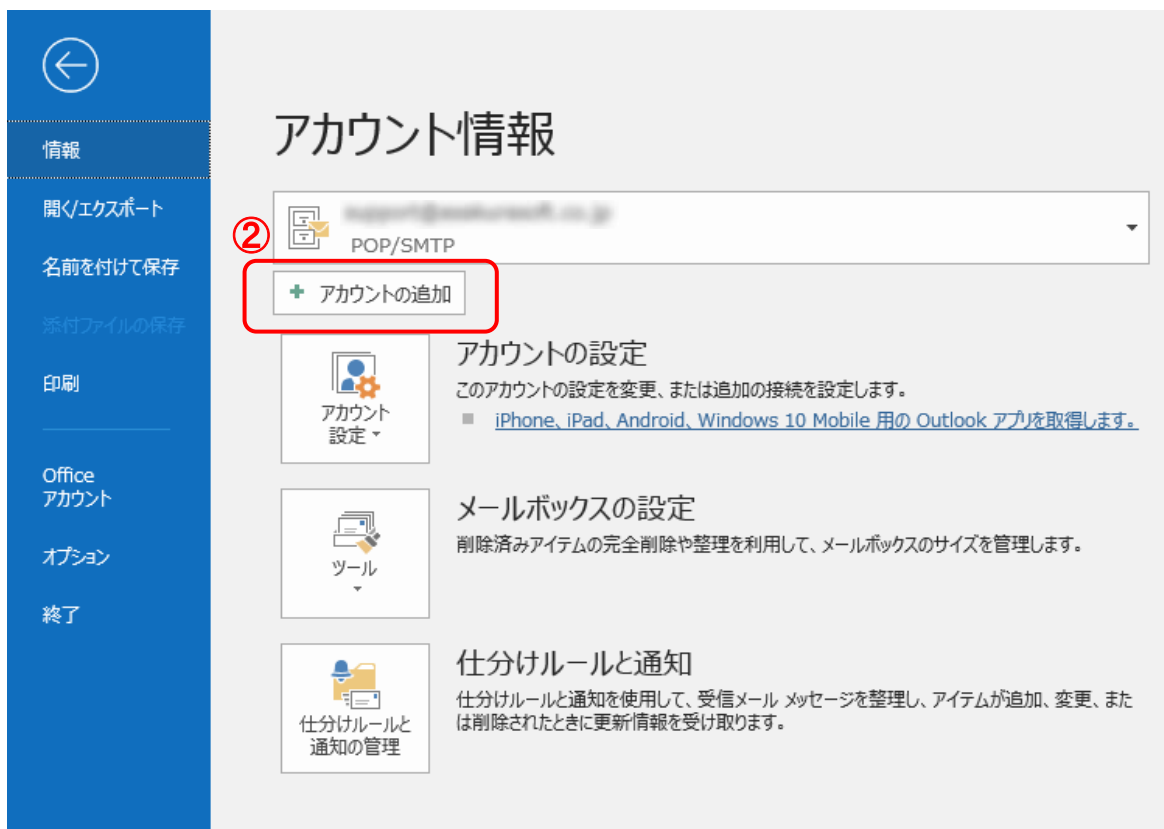 情報
開く/エクスポート
名前を付けて保存
添付ファイルの保存
印刷
Office
アカウント
オプション
終了
アカウント情報
POP/SMTP
②
+ アカウントの追加
アカウント
設定
アカウントの設定
このアカウントの設定を変更、または追加の接続を設定します。
iPhone、iPad、Android、Windows 10 Mobile 用の Outlook アプリを取得します。
ツール
メールボックスの設定
削除済みアイテムの完全削除や整理を利用して、メールボックスのサイズを管理します。
仕分けルールと
通知の管理
仕分けルールと通知
仕分けルールと通知を使用して、受信メール メッセージを整理し、アイテムが追加、変更、また
は削除されたときに更新情報を受け取ります。